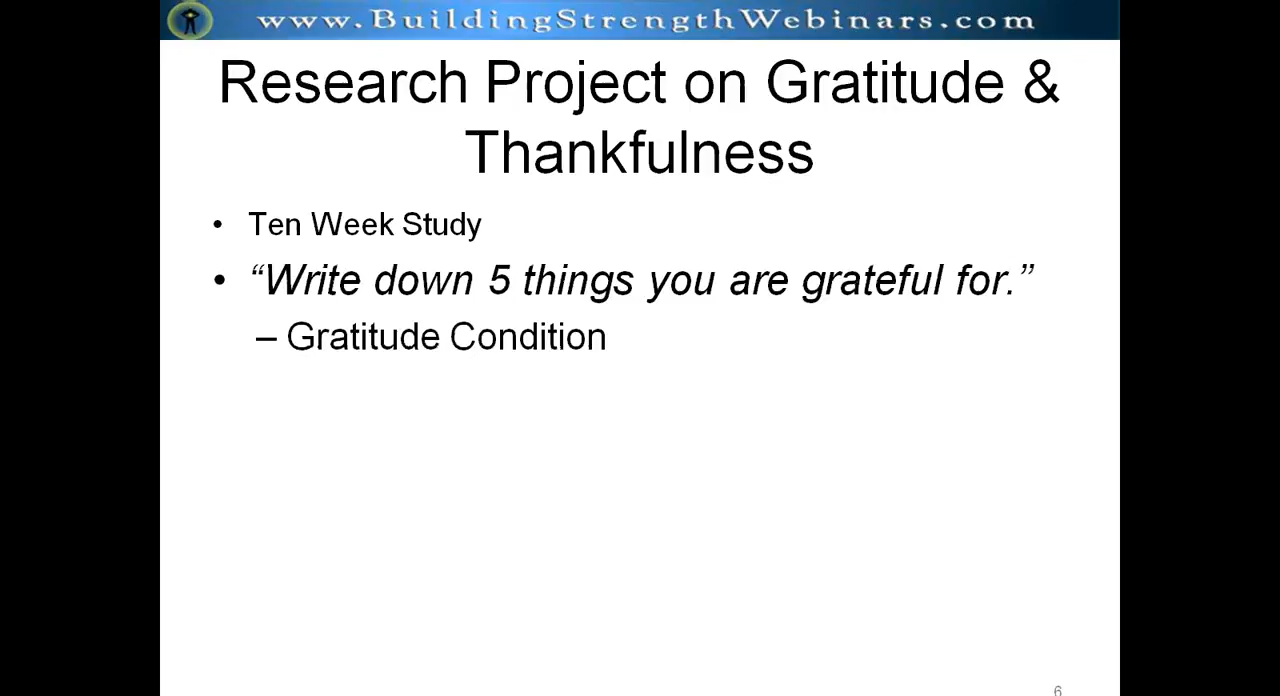 www.BuildingStrengthWebinars.com
Research Project on Gratitude &
Thankfulness
• Ten Week Study
• “Write down 5 things you are grateful for.”
– Gratitude Condition
6